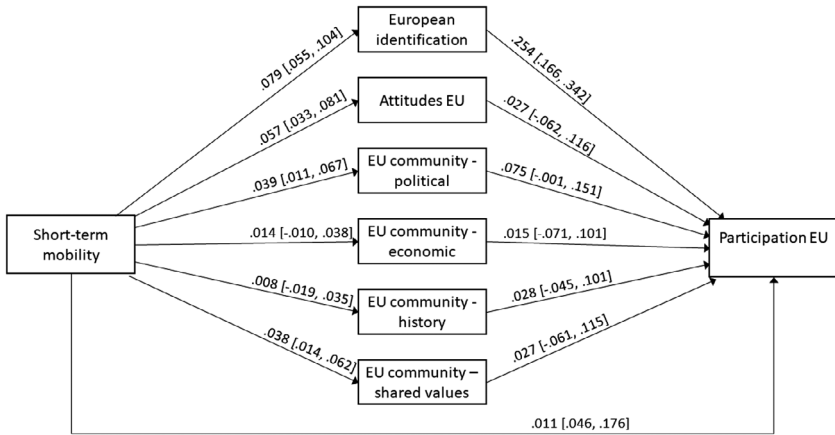 European
identification
.079 [.055, .104]
.254 [.166, .342]
Attitudes EU
.057 [.033, .081]
.027 [-.062, .116]
EU community -
political
.039 [.011, .067]
.075 [-.001, .151]
Short-term
mobility
.014 [-.010, .038]
EU community -
economic
.015 [-.071, .101]
Participation EU
.008 [-.019, .035]
EU community -
history
.028 [-.045, .101]
.038 [.014, .062]
EU community –
shared values
.027 [-.061, .115]
.011 [.046, .176]